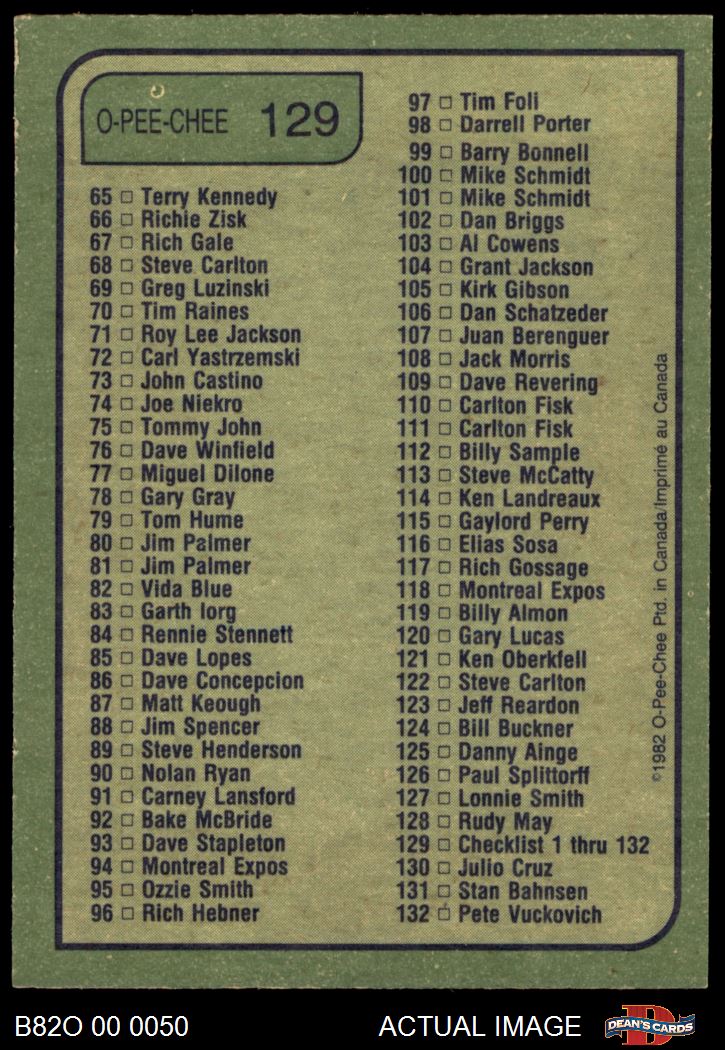 O-PEE-CHEE 129
65 □ Terry Kennedy
66 □ Richie Zisk
67 □ Rich Gale
68 □ Steve Carlton
69 □ Greg Luzinski
70 □ Tim Raines
71 □ Roy Lee Jackson
72 □ Carl Yastrzemski
73 □ John Castino
74 □ Joe Niekro
75 □ Tommy John
76 □ Dave Winfield
77 □ Miguel Dilone
78 □ Gary Gray
79 □ Tom Hume
80 □ Jim Palmer
81 □ Jim Palmer
82 □ Vida Blue
83 □ Garth Iorg
84 □ Rennie Stennett
85 □ Dave Lopes
86 □ Dave Concepcion
87 □ Matt Keough
88 □ Jim Spencer
89 □ Steve Henderson
90 □ Nolan Ryan
91 □ Carney Lansford
92 □ Bake McBride
93 □ Dave Stapleton
94 □ Montreal Expos
95 □ Ozzie Smith
96 □ Rich Hebner
97 □ Tim Foli
98 □ Darrell Porter
99 □ Barry Bonnell
100 □ Mike Schmidt
101 □ Mike Schmidt
102 □ Dan Briggs
103 □ Al Cowens
104 □ Grant Jackson
105 □ Kirk Gibson
106 □ Dan Schatzeder
107 □ Juan Berenguer
108 □ Jack Morris
109 □ Dave Revering
110 □ Carlton Fisk
111 □ Carlton Fisk
112 □ Billy Sample
113 □ Steve McCatty
114 □ Ken Landreaux
115 □ Gaylord Perry
116 □ Elias Sosa
117 □ Rich Gossage
118 □ Montreal Expos
119 □ Billy Almon
120 □ Gary Lucas
121 □ Ken Oberkfell
122 □ Steve Carlton
123 □ Jeff Reardon
124 □ Bill Buckner
125 □ Danny Ainge
126 □ Paul Splittorff
127 □ Lonnie Smith
128 □ Rudy May
129 □ Checklist 1 thru 132
130 □ Julio Cruz
131 □ Stan Bahnsen
132 □ Pete Vuckovich
©1982 O-Pee-Chee Ptd. in Canada/Imprimé au Canada
B82O 00 0050
ACTUAL IMAGE
D
DEAN'S CARDS